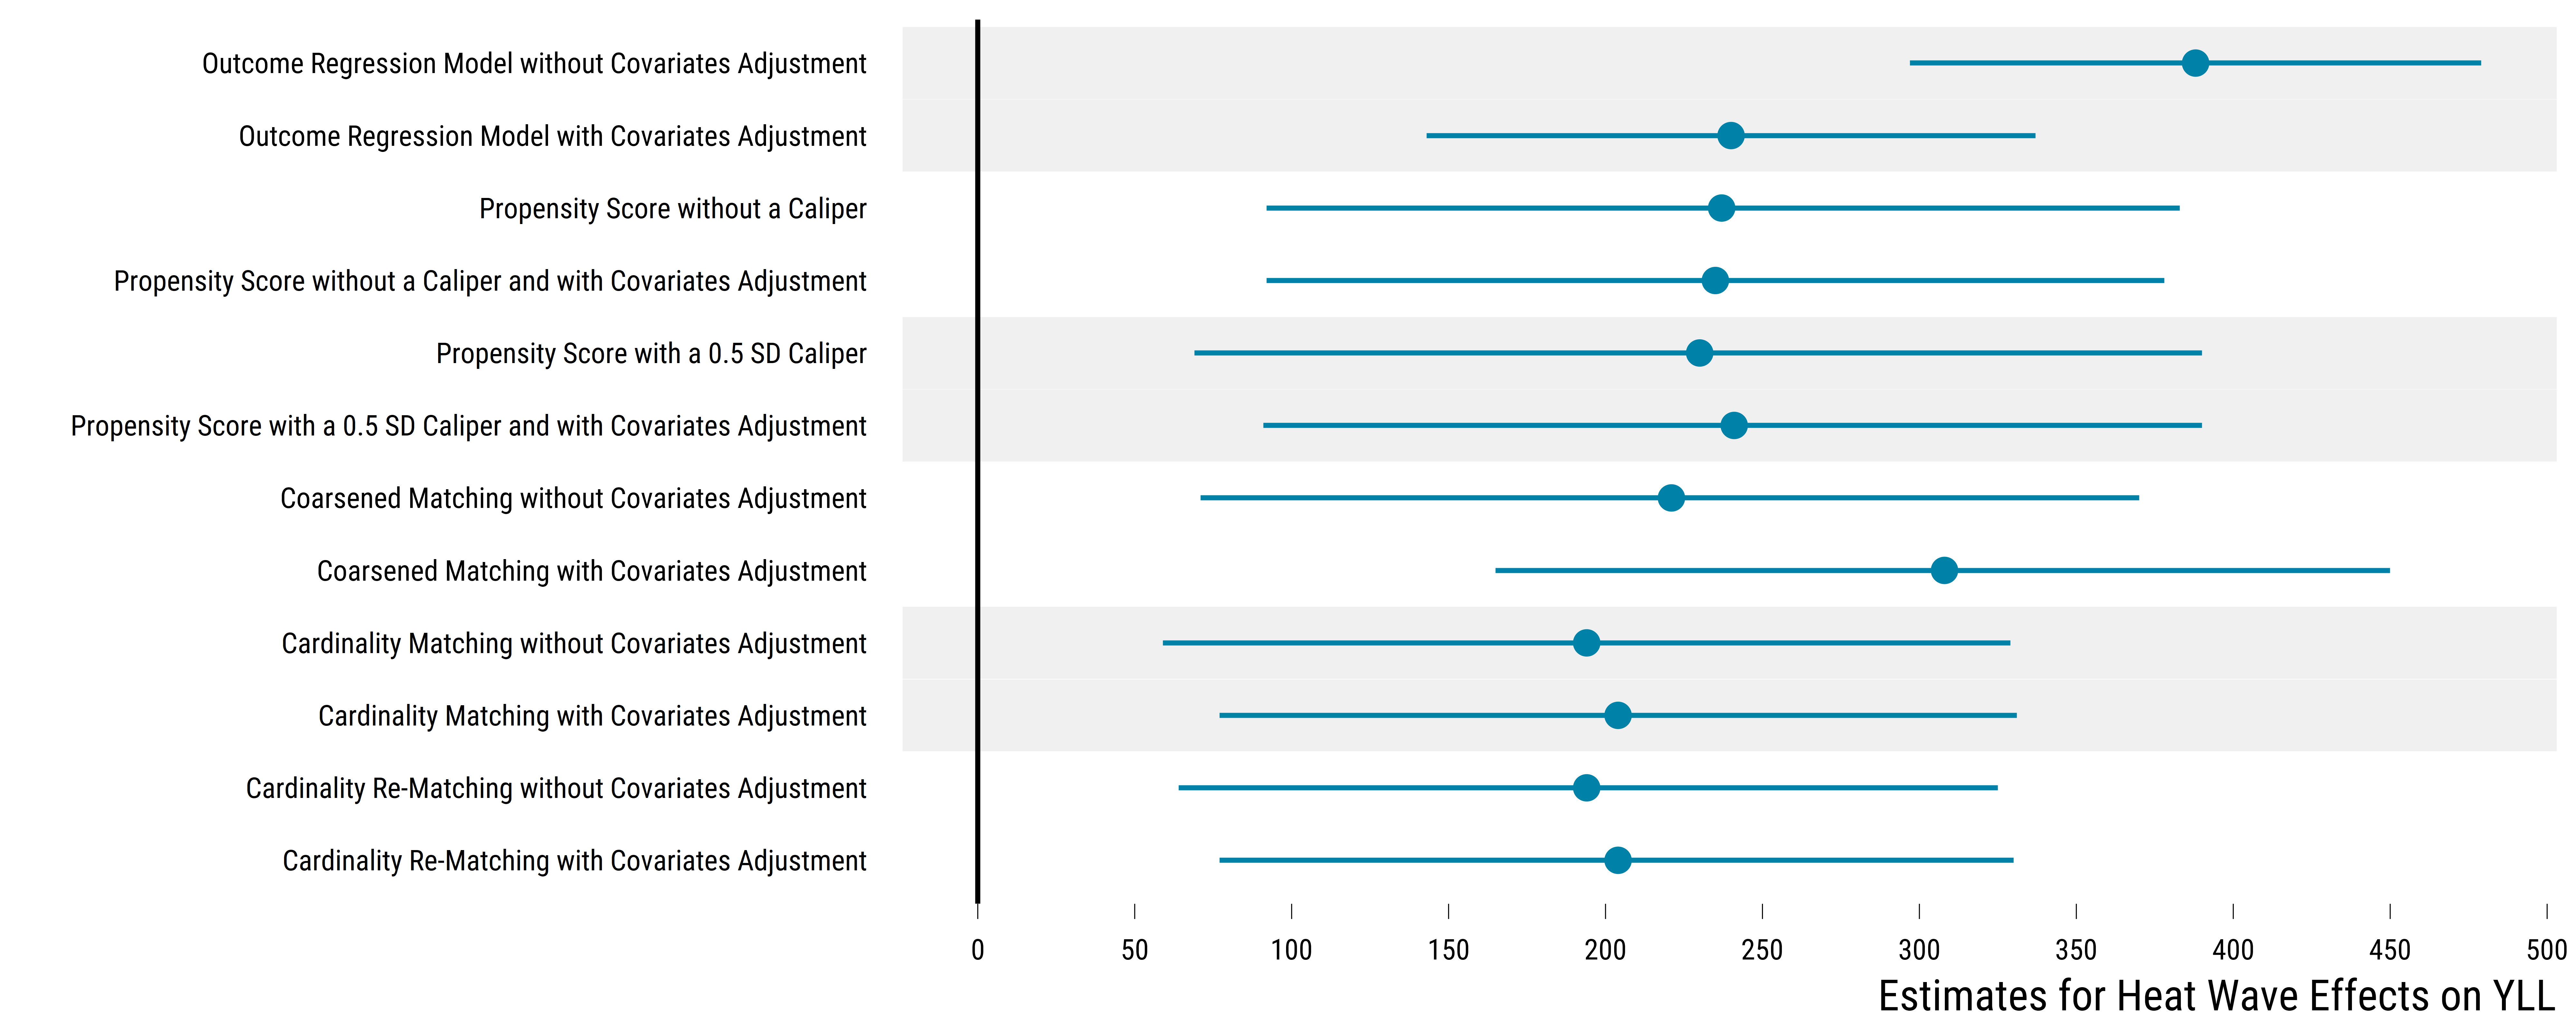 Outcome Regression Model without Covariates Adjustment
Outcome Regression Model with Covariates Adjustment
Propensity Score without a Caliper
Propensity Score without a Caliper and with Covariates Adjustment
Propensity Score with a 0.5 SD Caliper
Propensity Score with a 0.5 SD Caliper and with Covariates Adjustment
Coarsened Matching without Covariates Adjustment
Coarsened Matching with Covariates Adjustment
Cardinality Matching without Covariates Adjustment
Cardinality Matching with Covariates Adjustment
Cardinality Re-Matching without Covariates Adjustment
Cardinality Re-Matching with Covariates Adjustment
0 50 100 150 200 250 300 350 400 450 500
Estimates for Heat Wave Effects on YLL